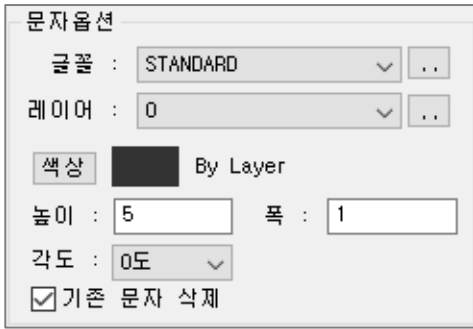 문자옵션
글꼴 : STANDARD ..
레이어 : 0 ..
색상 By Layer
높이 : 5 폭 : 1
각도 : 0도
기존 문자 삭제